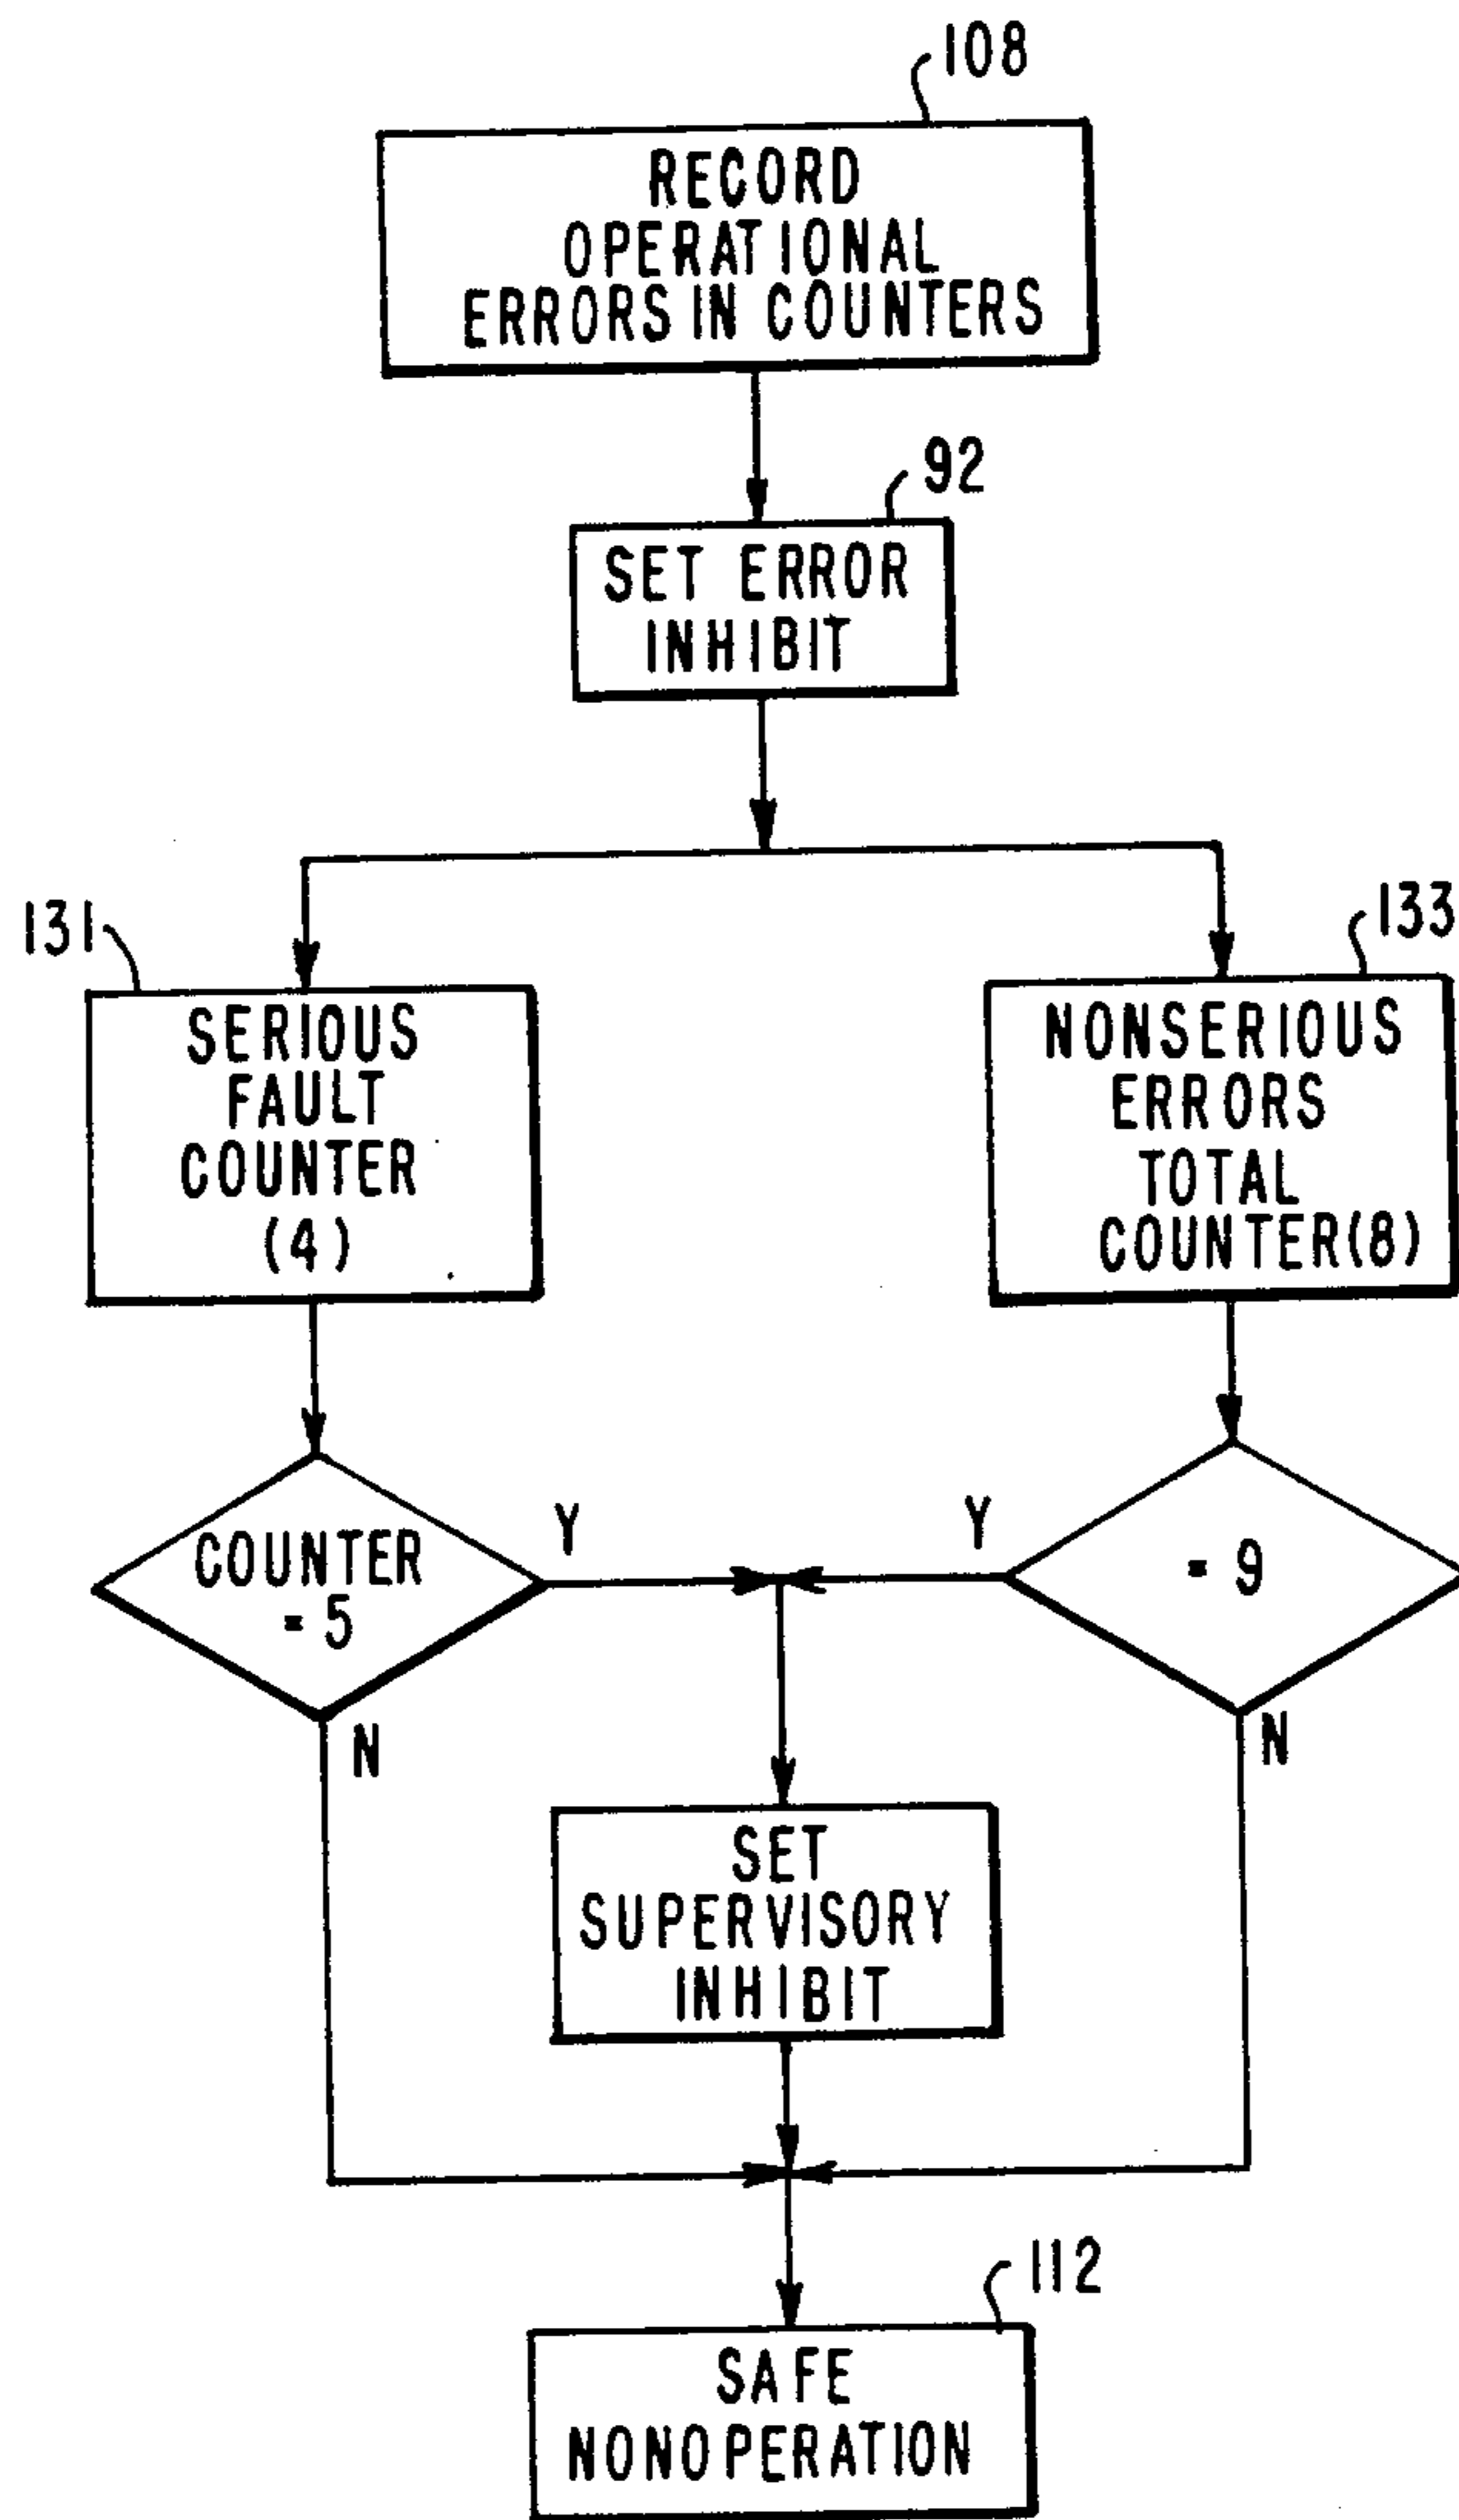 108
RECORD
OPERATIONAL
ERRORS IN COUNTERS
92
SET ERROR
INHIBIT
131
SERIOUS
FAULT
COUNTER
(4)
133
NONSERIOUS
ERRORS
TOTAL
COUNTER(8)
COUNTER
= 5
Y
N
Y
= 9
N
SET
SUPERVISORY
INHIBIT
112
SAFE
NONOPERATION